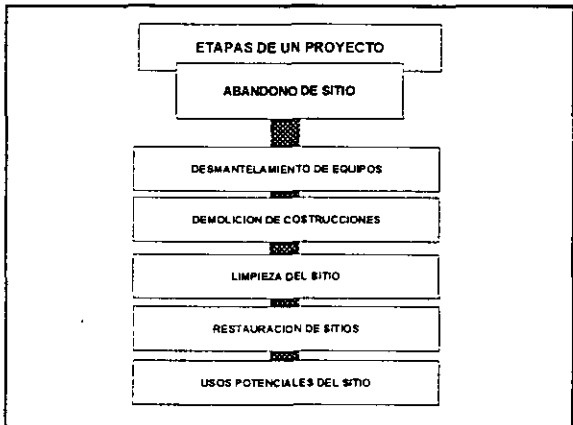 ETAPAS DE UN PROYECTO
ABANDONO DE SITIO
DESMANTELAMIENTO DE EQUIPOS
DEMOLICION DE COSTRUCCIONES
LIMPIEZA DEL SITIO
RESTAURACION DE SITIOS
USOS POTENCIALES DEL SITIO